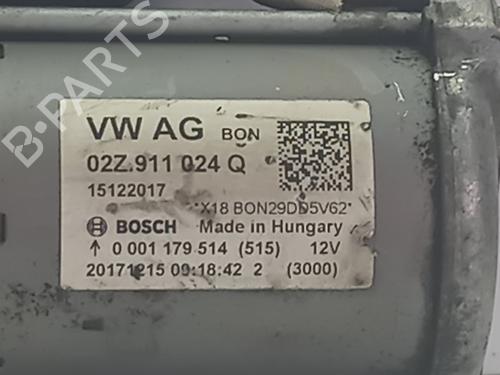 B-PARTS
VW AG BON
02Z.911 024 Q
15122017
*X18 BON29DD5V62*
BOSCH Made in Hungary
0 001 179 514 (515) 12V
20171215 09:18:42 2 (3000)